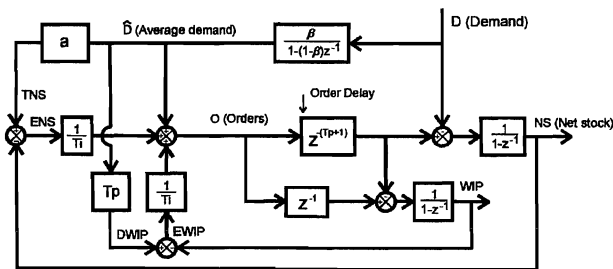 D̂ (Average demand)
D (Demand)
a
β
1-(1-β)z⁻¹
TNS
Order Delay
ENS
1
Ti
O (Orders)
z⁻⁽ᵀᵖ⁺¹⁾
1
1-z⁻¹
NS (Net stock)
Tp
1
Ti
z⁻¹
1
1-z⁻¹
WIP
DWIP
EWIP